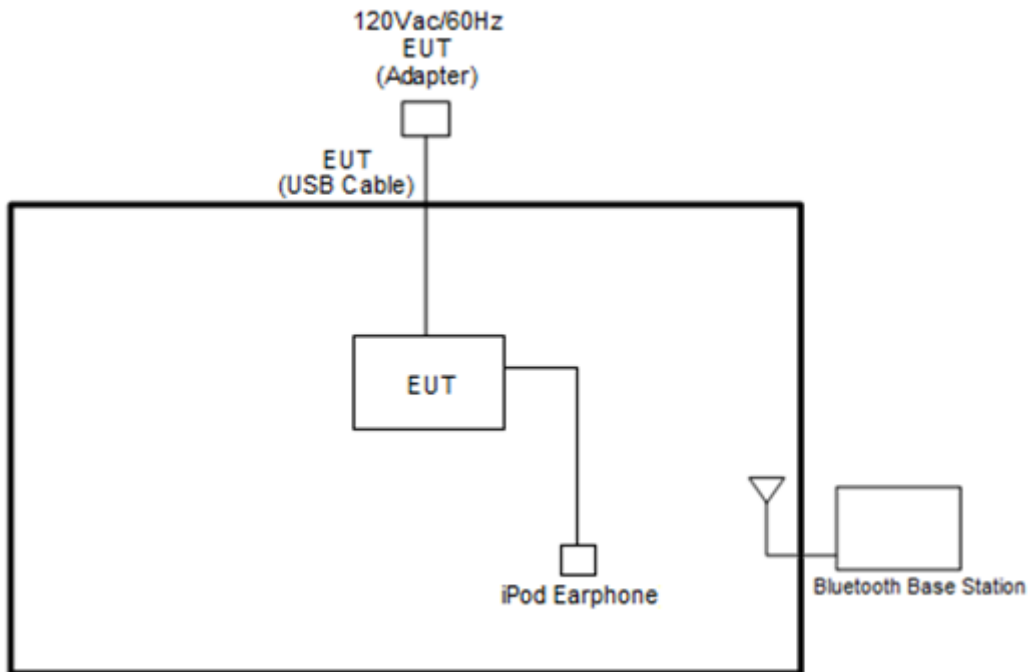 120Vac/60Hz
EUT
(Adapter)
EUT
(USB Cable)
EUT
iPod Earphone
Bluetooth Base Station